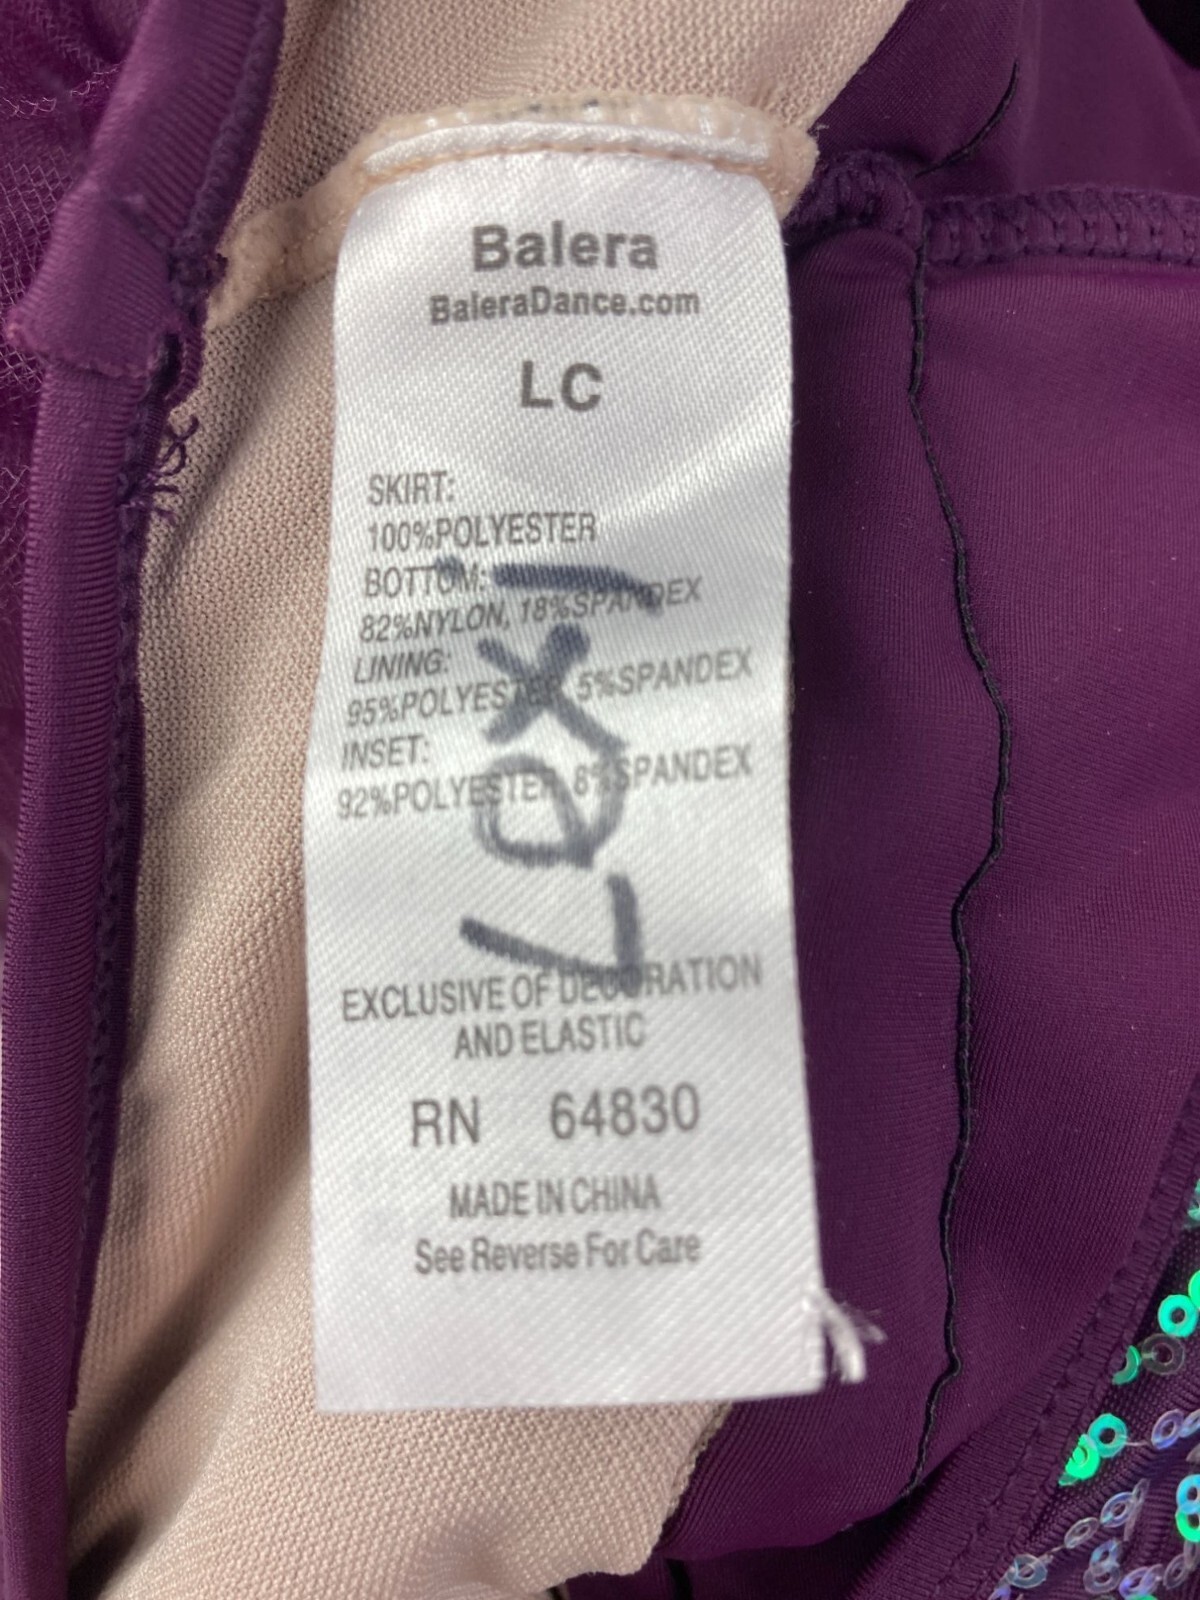 Balera
BaleraDance.com
LC
SKIRT:
100%POLYESTER
BOTTOM:
82%NYLON, 18%SPANDEX
LINING:
95%POLYESTER, 5%SPANDEX
INSET:
92%POLYESTER, 8%SPANDEX
EXCLUSIVE OF DECORATION
AND ELASTIC
RN 64830
MADE IN CHINA
See Reverse For Care